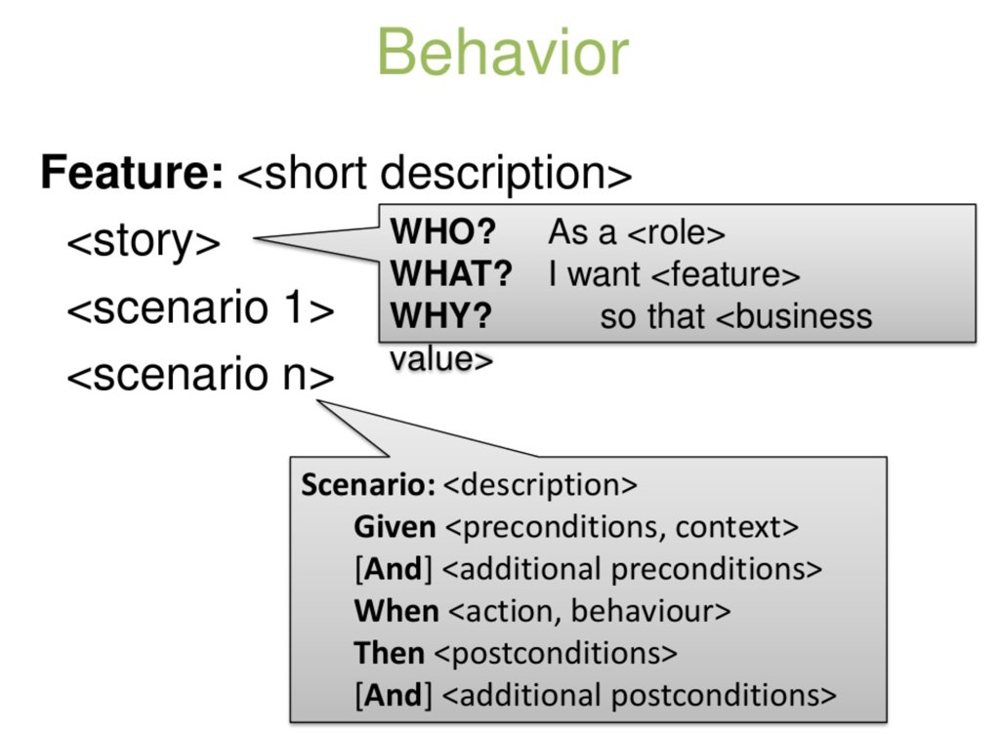 Behavior
Feature: <short description>
<story>
WHO? As a <role>
WHAT? I want <feature>
WHY? so that <business
value>
<scenario 1>
<scenario n>
Scenario: <description>
Given <preconditions, context>
[And] <additional preconditions>
When <action, behaviour>
Then <postconditions>
[And] <additional postconditions>